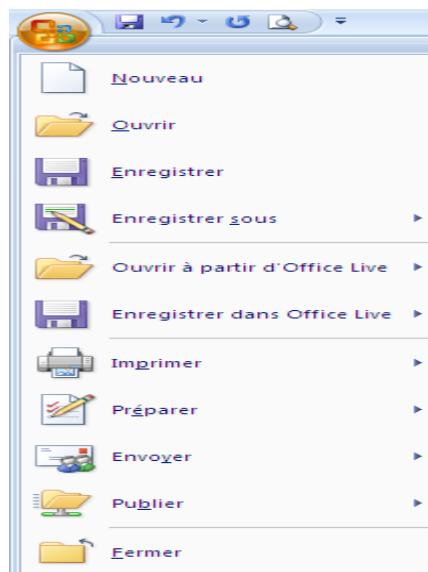 Nouveau
Ouvrir
Enregistrer
Enregistrer sous
Ouvrir à partir d'Office Live
Enregistrer dans Office Live
Imprimer
Préparer
Envoyer
Publier
Fermer